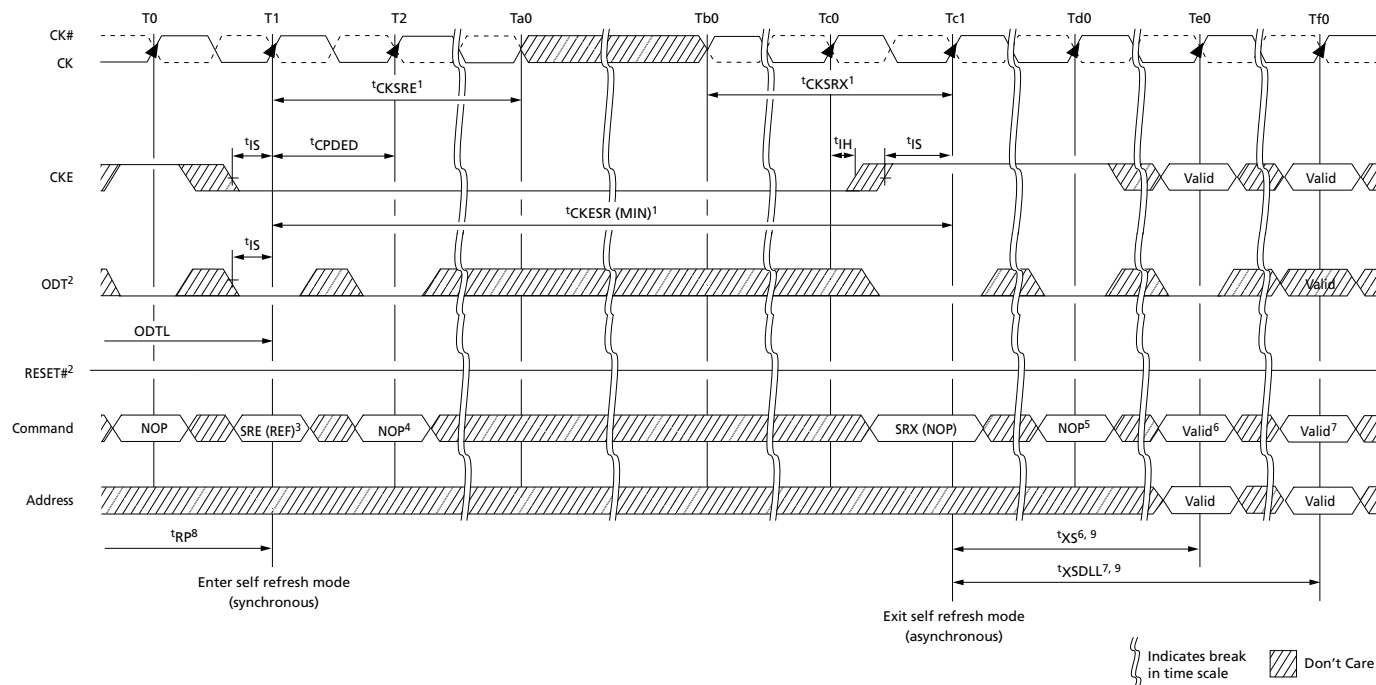 T0 T1 T2 Ta0 Tb0 Tc0 Tc1 Td0 Te0 Tf0
CK#
CK
tCKSRE1 tCKSRX1
tIS tCPDED tIH tIS
CKE Valid Valid
tCKESR (MIN)1
tIS
ODT2 Valid
ODTL
RESET#2
Command NOP SRE (REF)3 NOP4 SRX (NOP) NOP5 Valid6 Valid7
Address Valid Valid
tRP8 tXS6, 9
Enter self refresh mode
(synchronous)
tXSDLL7, 9
Exit self refresh mode
(asynchronous)
Indicates break
in time scale
Don't Care